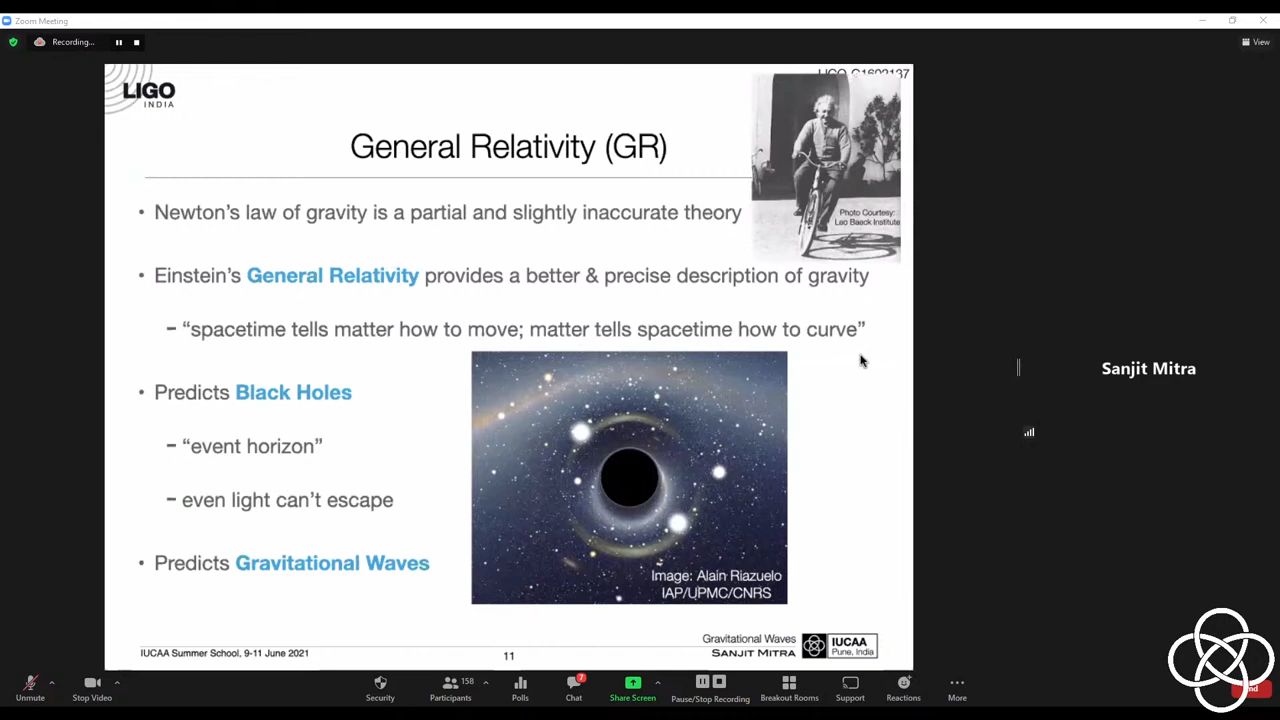 Zoom Meeting
Recording...
View
LIGO
INDIA
General Relativity (GR)
• Newton's law of gravity is a partial and slightly inaccurate theory
Photo Courtesy:
Leo Baeck Institute
• Einstein's General Relativity provides a better & precise description of gravity
- “spacetime tells matter how to move; matter tells spacetime how to curve”
• Predicts Black Holes
- “event horizon”
- even light can't escape
• Predicts Gravitational Waves
Image: Alain Riazuelo
IAP/UPMC/CNRS
Sanjit Mitra
IUCAA Summer School, 9-11 June 2021
11
Gravitational Waves
SANJIT MITRA
IUCAA
Pune, India
Unmute
Stop Video
Security
Participants
158
Polls
Chat
7
Share Screen
Pause/Stop Recording
Breakout Rooms
Support
Reactions
More